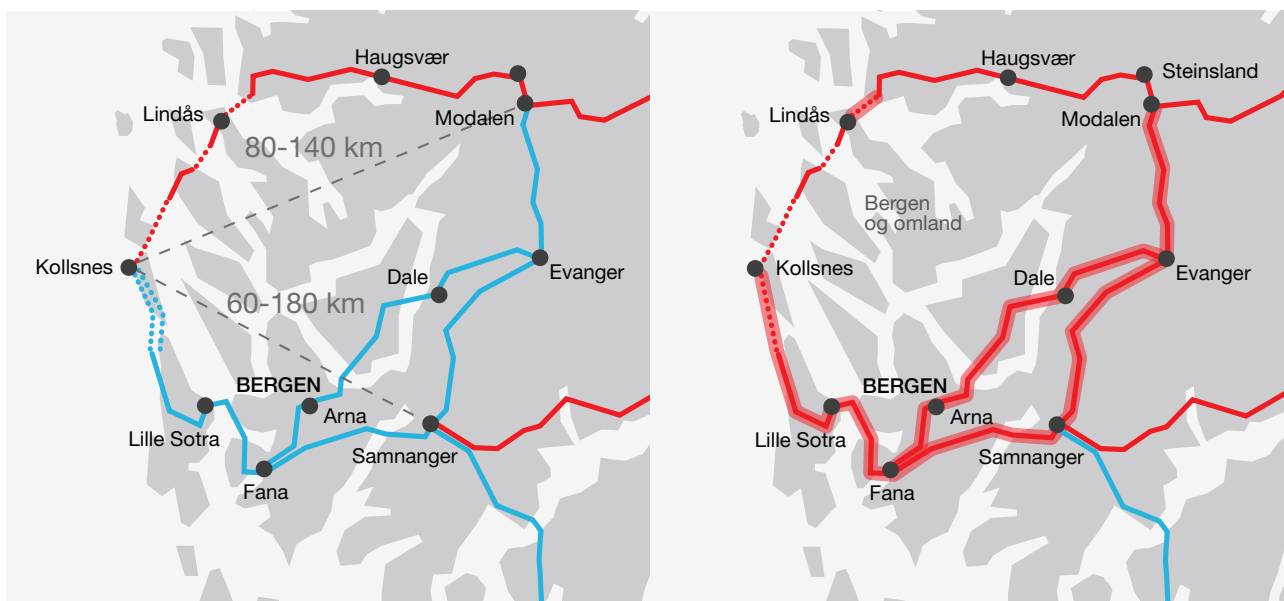 Haugsvær
Lindås
Modalen
80-140 km
Kollsnes
Evanger
Dale
60-180 km
BERGEN
Arna
Lille Sotra
Samnanger
Fana
Haugsvær
Steinsland
Lindås
Modalen
Bergen
og omland
Kollsnes
Evanger
Dale
BERGEN
Arna
Lille Sotra
Samnanger
Fana